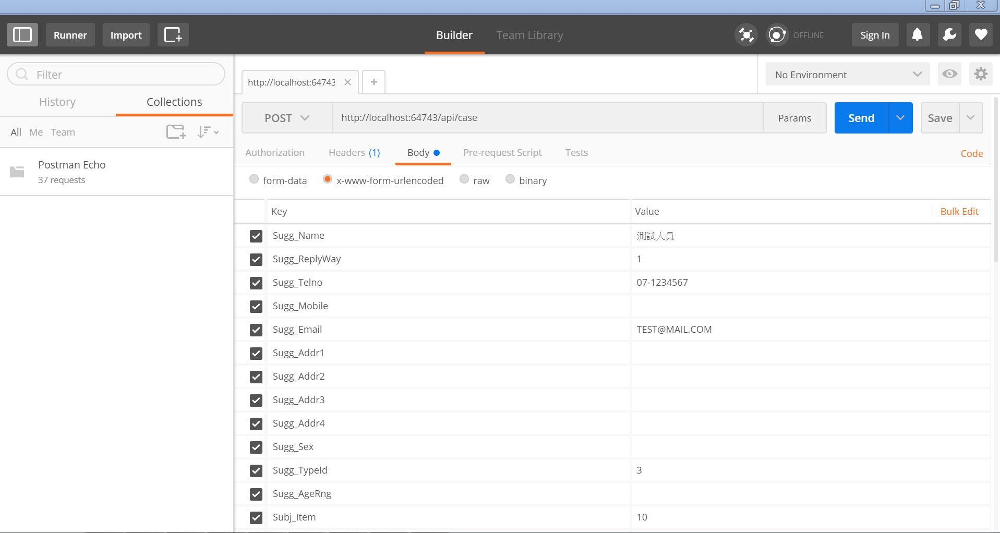 Runner Import Builder Team Library OFFLINE Sign In
Filter
History Collections
All Me Team
Postman Echo
37 requests
http://localhost:64743
No Environment
POST http://localhost:64743/api/case Params Send Save
Authorization Headers (1) Body Pre-request Script Tests Code
form-data x-www-form-urlencoded raw binary
Key Value Bulk Edit
Sugg_Name 測試人員
Sugg_ReplyWay 1
Sugg_Telno 07-1234567
Sugg_Mobile
Sugg_Email TEST@MAIL.COM
Sugg_Addr1
Sugg_Addr2
Sugg_Addr3
Sugg_Addr4
Sugg_Sex
Sugg_TypeId 3
Sugg_AgeRng
Subj_Item 10